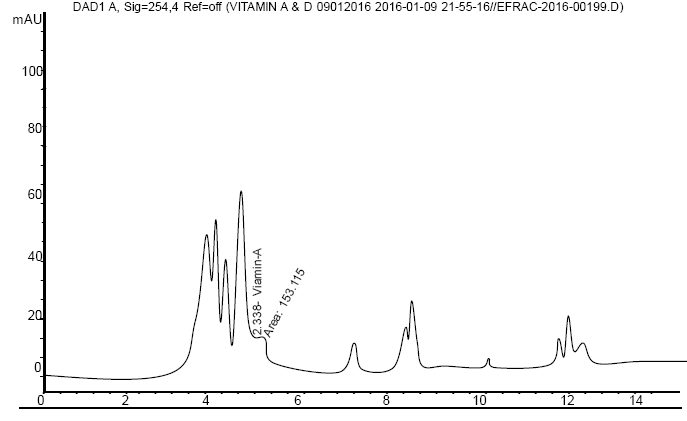 DAD1 A, Sig=254,4 Ref=off (VITAMIN A & D 09012016 2016-01-09 21-55-16//EFRAC-2016-00199.D)
mAU
100
80
60
40
20
0
2.338- Viamin-A
Area: 153.115
0 2 4 6 8 10 12 14